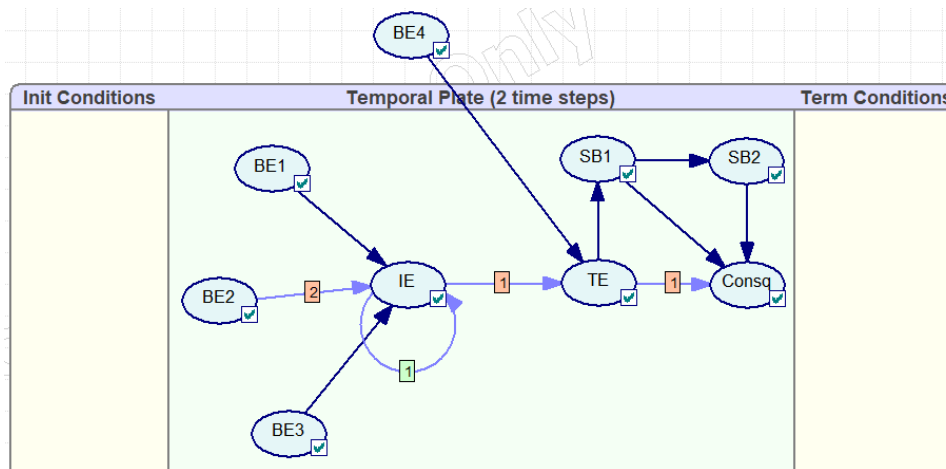 BE4
Only
Init Conditions
Temporal Plate (2 time steps)
Term Conditions
BE1
SB1
SB2
BE2
2
IE
1
TE
1
Consq
1
BE3